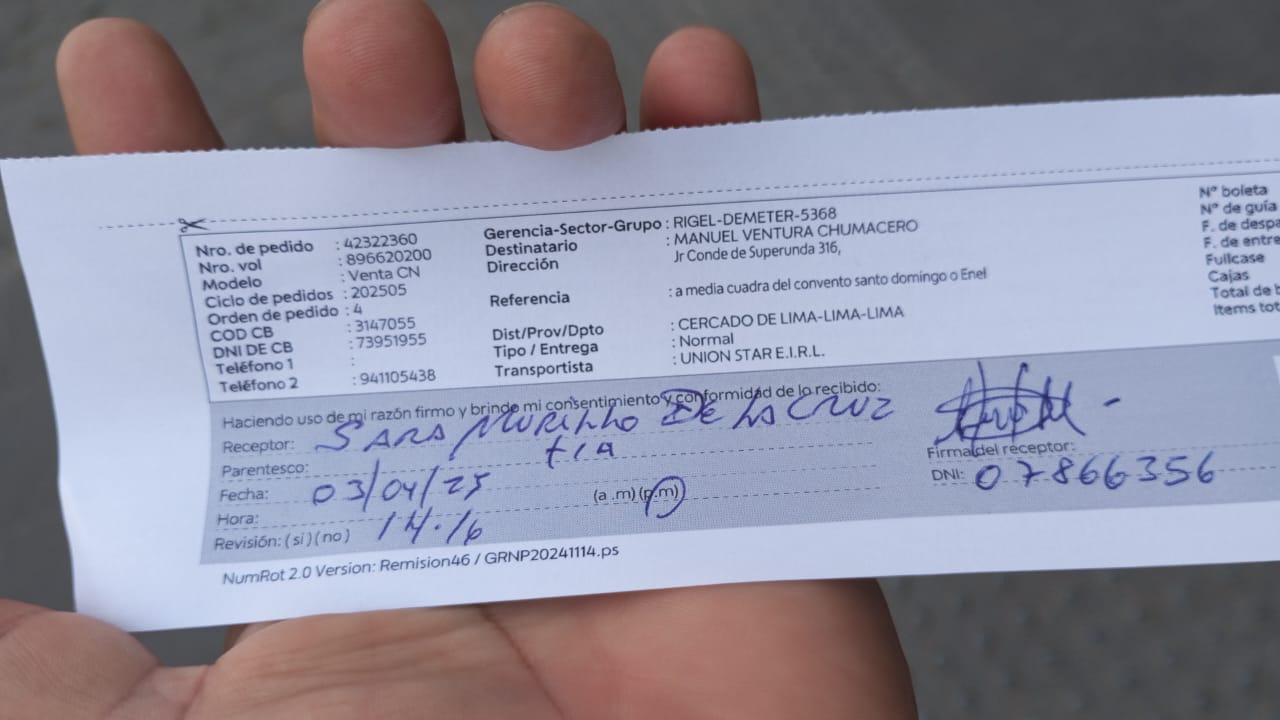 Nro. de pedido : 42322360
Nro. vol : 896620200
Modelo : Venta CN
Ciclo de pedidos : 202505
Orden de pedido : 4
COD CB : 3147055
DNI DE CB : 73951955
Teléfono 1 :
Teléfono 2 : 941105438
Gerencia-Sector-Grupo : RIGEL-DEMETER-5368
Destinatario : MANUEL VENTURA CHUMACERO
Dirección Jr Conde de Superunda 316,
Referencia : a media cuadra del convento santo domingo o Enel
Dist/Prov/Dpto : CERCADO DE LIMA-LIMA-LIMA
Tipo / Entrega : Normal
Transportista : UNION STAR E.I.R.L.
N° boleta
N° de guía
F. de despa
F. de entre
Fullcase
Cajas
Total de b
Items tot
Haciendo uso de mi razón firmo y brindo mi consentimiento y conformidad de lo recibido:
Receptor: SARA MURILLO DE LA CRUZ
Parentesco: tIA
Fecha: 03/04/25 (a .m) (p.m)
Hora: 14.16
Revisión: ( si ) ( no )
Firma del receptor:
DNI: 07866356
NumRot 2.0 Version: Remision46 / GRNP20241114.ps